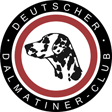 · DEUTSCHER ·
DALMATINER-CLUB